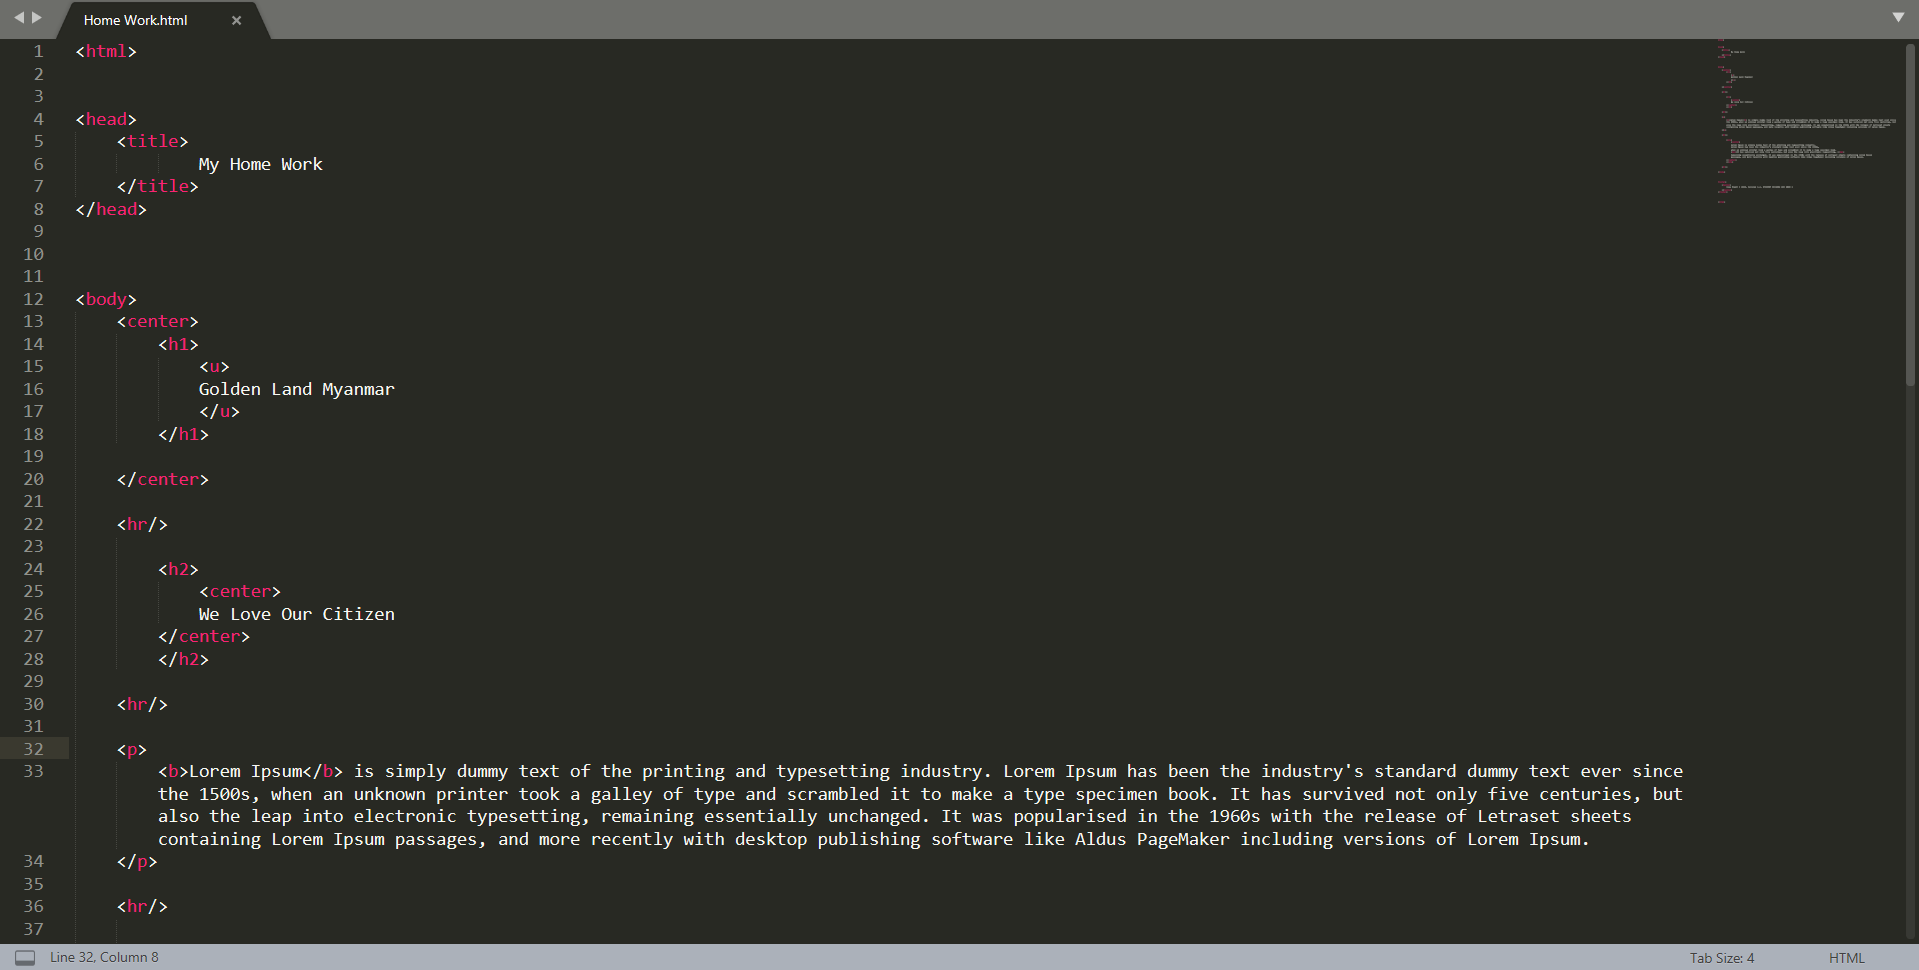 Home Work.html
1 <html>
2
3
4 <head>
5 <title>
6 My Home Work
7 </title>
8 </head>
9
10
11
12 <body>
13 <center>
14 <h1>
15 <u>
16 Golden Land Myanmar
17 </u>
18 </h1>
19
20 </center>
21
22 <hr/>
23
24 <h2>
25 <center>
26 We Love Our Citizen
27 </center>
28 </h2>
29
30 <hr/>
31
32 <p>
33 <b>Lorem Ipsum</b> is simply dummy text of the printing and typesetting industry. Lorem Ipsum has been the industry's standard dummy text ever since
the 1500s, when an unknown printer took a galley of type and scrambled it to make a type specimen book. It has survived not only five centuries, but
also the leap into electronic typesetting, remaining essentially unchanged. It was popularised in the 1960s with the release of Letraset sheets
containing Lorem Ipsum passages, and more recently with desktop publishing software like Aldus PageMaker including versions of Lorem Ipsum.
34 </p>
35
36 <hr/>
37
Line 32, Column 8
Tab Size: 4
HTML